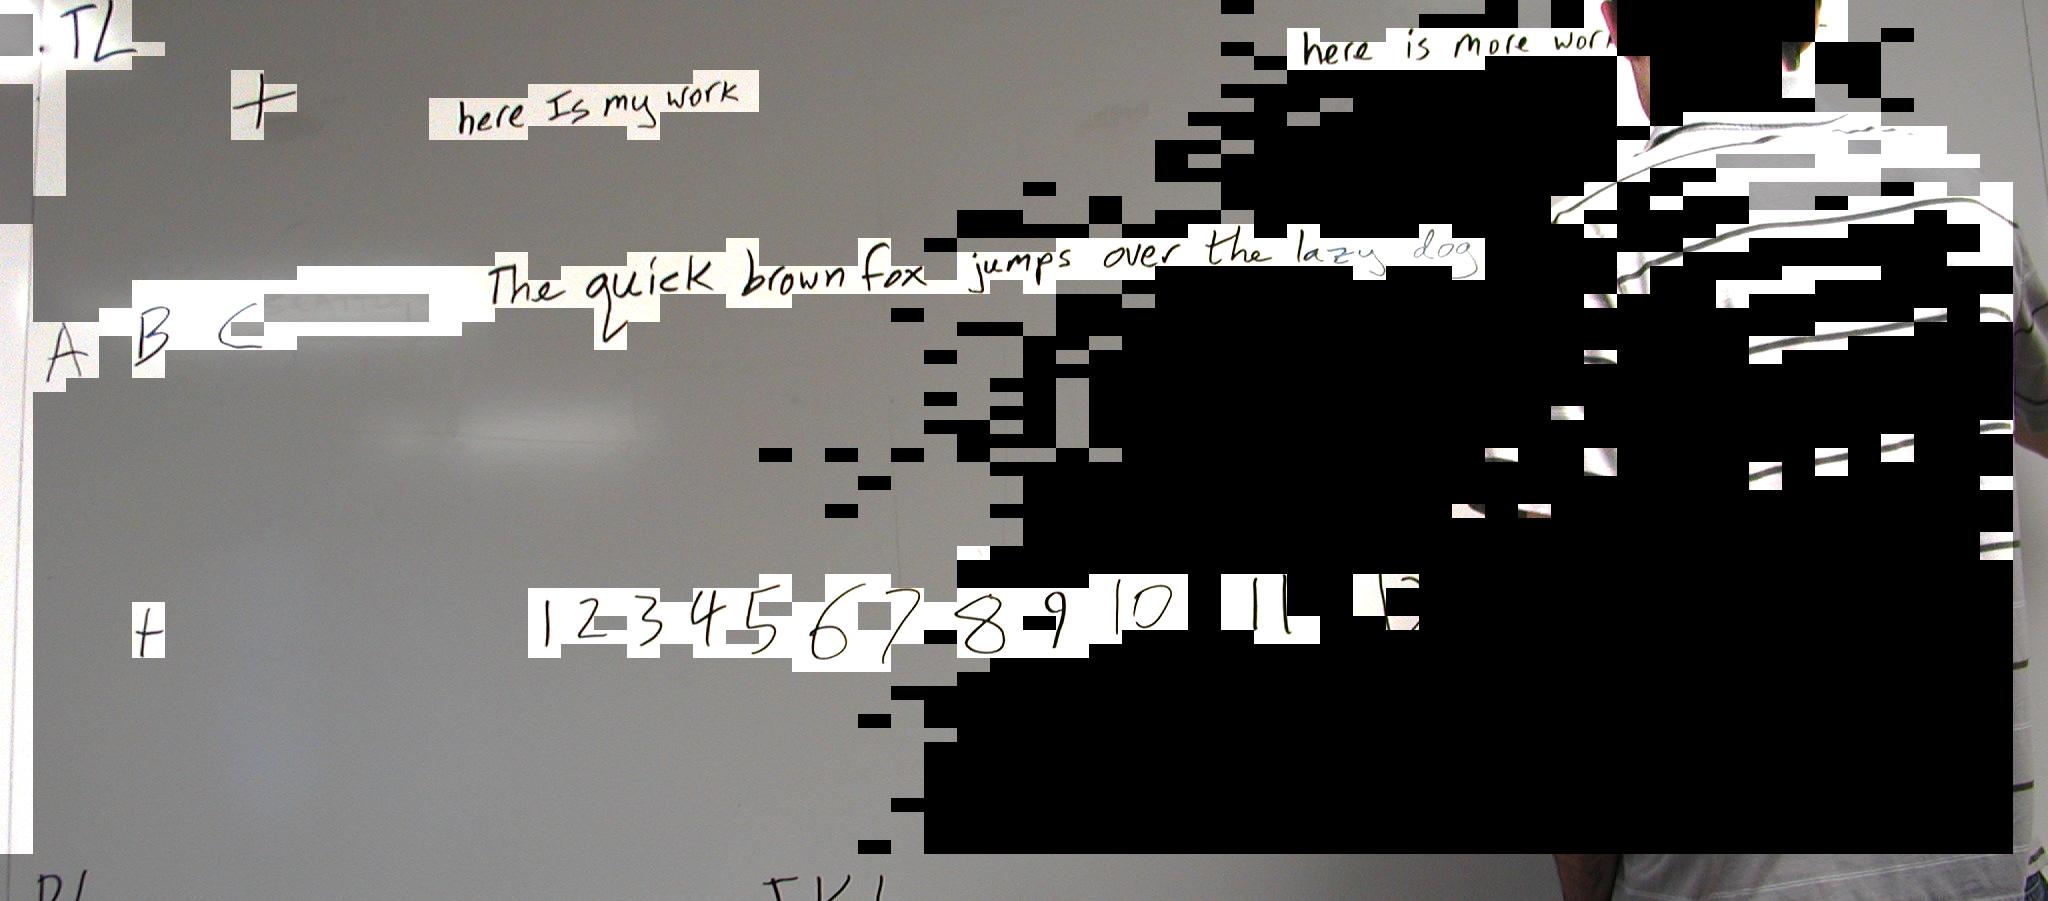 . TL
here is more wor
+ here Is my work
The quick brown fox jumps over the lazy dog
A B C
+ 1 2 3 4 5 6 7 8 9 10 11